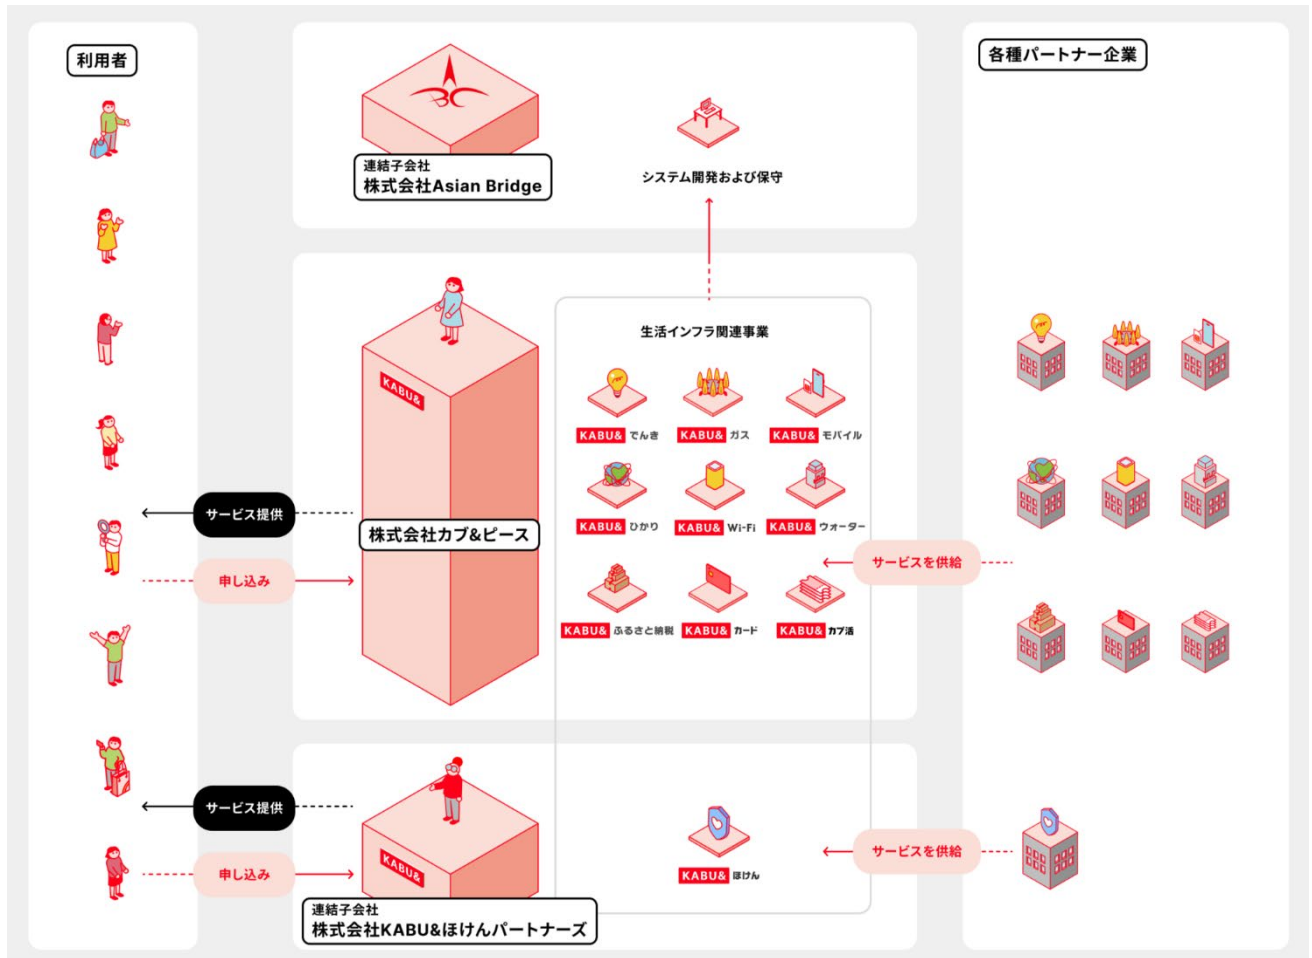 利用者
ABC
連結子会社
株式会社Asian Bridge
システム開発および保守
各種パートナー企業
KABU&
株式会社カブ&ピース
生活インフラ関連事業
KABU& でんき
KABU& ガス
KABU& モバイル
KABU& ひかり
KABU& Wi-Fi
KABU& ウォーター
KABU& ふるさと納税
KABU& カード
KABU& カブ活
サービス提供
申し込み
サービスを供給
サービス提供
申し込み
KABU&
連結子会社
株式会社KABU&ほけんパートナーズ
KABU& ほけん
サービスを供給